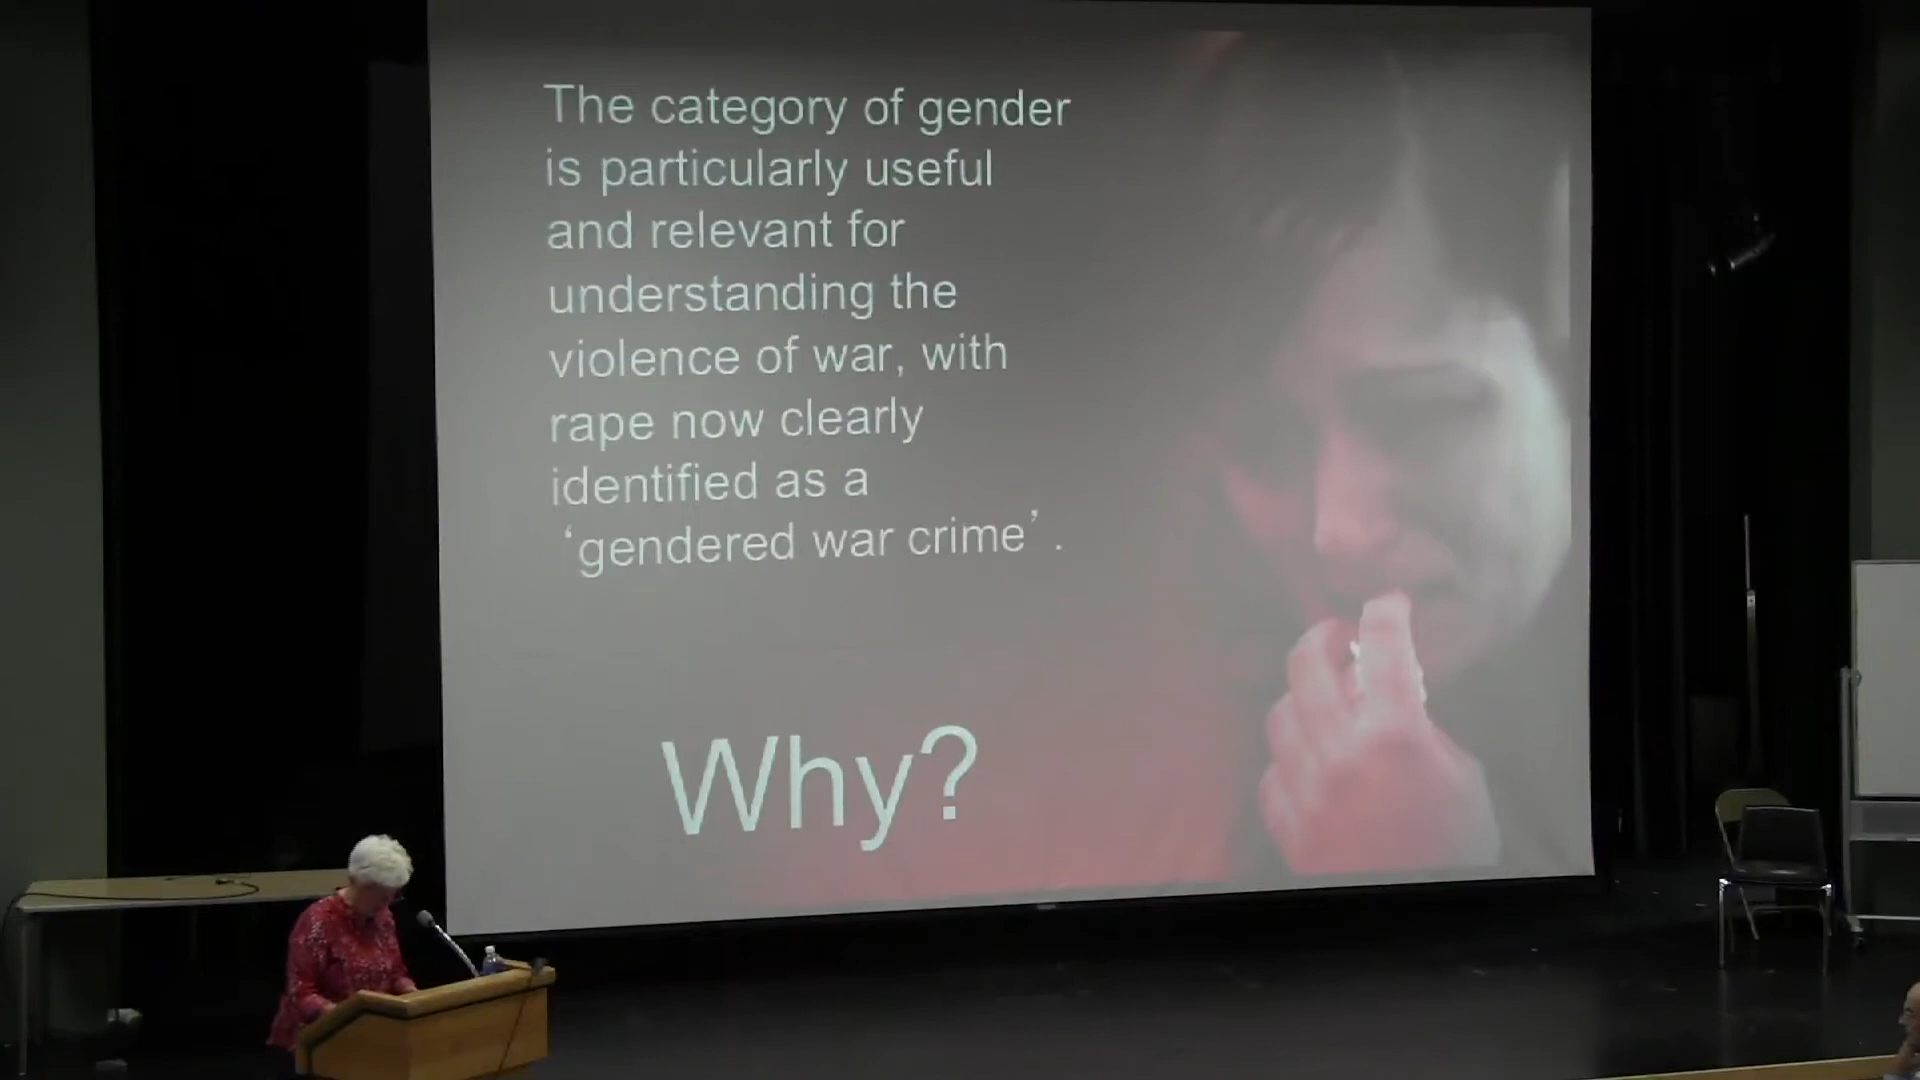 The category of gender
is particularly useful
and relevant for
understanding the
violence of war, with
rape now clearly
identified as a
‘gendered war crime’ .
Why?